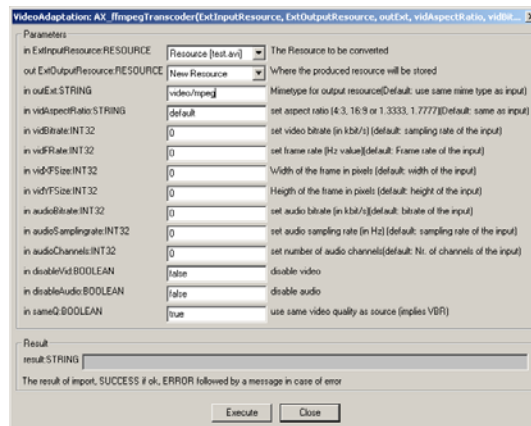 VideoAdaptation: AX_ffmpegTranscoder(ExtInputResource, ExtOutputResource, outExt, vidAspectRatio, vidBit...
Parameters
in ExtInputResource:RESOURCE Resource [test.avi] The Resource to be converted
out ExtOutputResource:RESOURCE New Resource Where the produced resource will be stored
in outExt:STRING video/mpeg Mimetype for output resource(Default: use same mime type as input)
in vidAspectRatio:STRING default set aspect ratio (4:3, 16:9 or 1.3333, 1.7777)(Default: same as input)
in vidBitrate:INT32 0 set video bitrate (in kbit/s) (default: sampling rate of the input)
in vidFRate:INT32 0 set frame rate (Hz value)(default: Frame rate of the input)
in vidXFSize:INT32 0 Width of the frame in pixels (default: width of the input)
in vidYFSize:INT32 0 Heigth of the frame in pixels (default: height of the input)
in audioBitrate:INT32 0 set audio bitrate (in kbit/s)(default: bitrate of the input)
in audioSamplingrate:INT32 0 set audio sampling rate (in Hz) (default: sampling rate of the input)
in audioChannels:INT32 0 set number of audio channels(default: Nr. of channels of the input)
in disableVid:BOOLEAN false disable video
in disableAudio:BOOLEAN false disable audio
in sameQ:BOOLEAN true use same video quality as source (implies VBR)
Result
result:STRING
The result of import, SUCCESS if ok, ERROR followed by a message in case of error
Execute Close